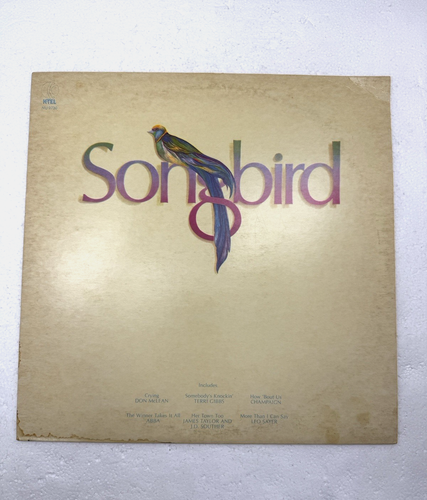 KTEL
Songbird
Includes
Crying
DON McLEAN
Somebody's Knockin'
TERRI GIBBS
How 'Bout Us
CHAMPAIGN
The Winner Takes It All
ABBA
Her Town Too
JAMES TAYLOR AND
J.D. SOUTHER
More Than I Can Say
LEO SAYER